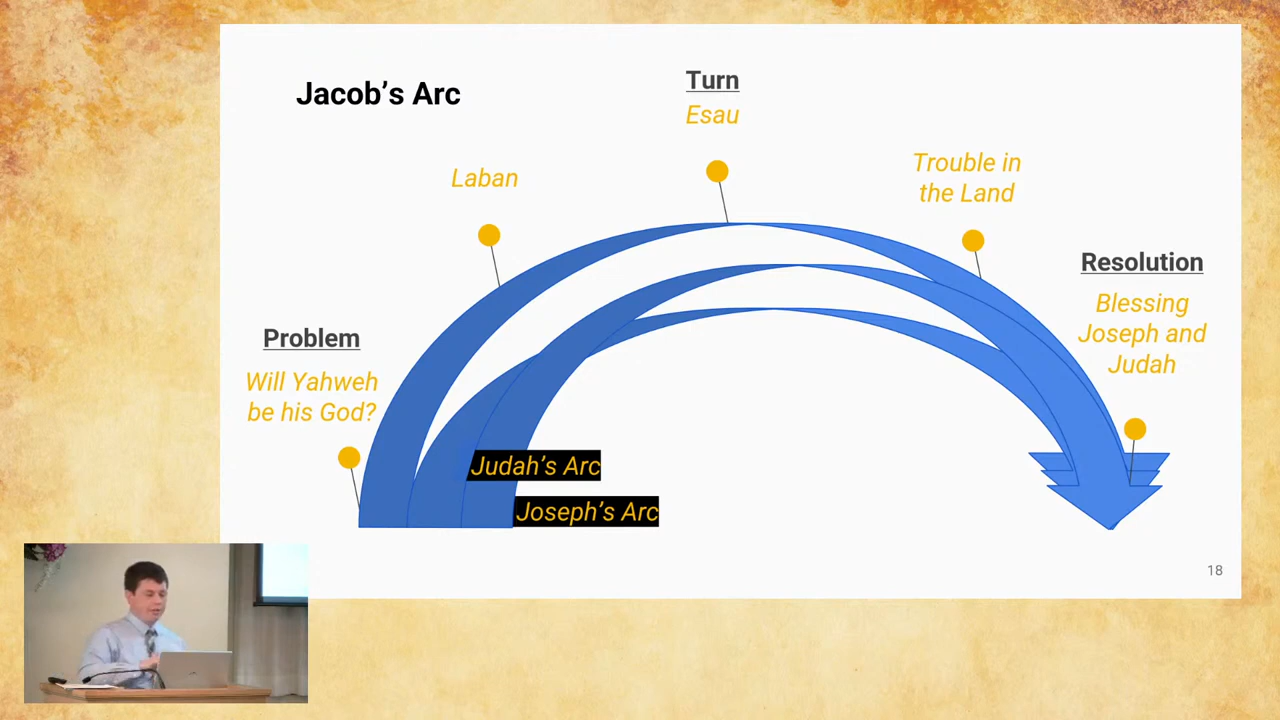 Jacob's Arc
Turn
Esau
Laban
Trouble in
the Land
Resolution
Blessing
Joseph and
Judah
Problem
Will Yahweh
be his God?
Judah's Arc
Joseph's Arc
18